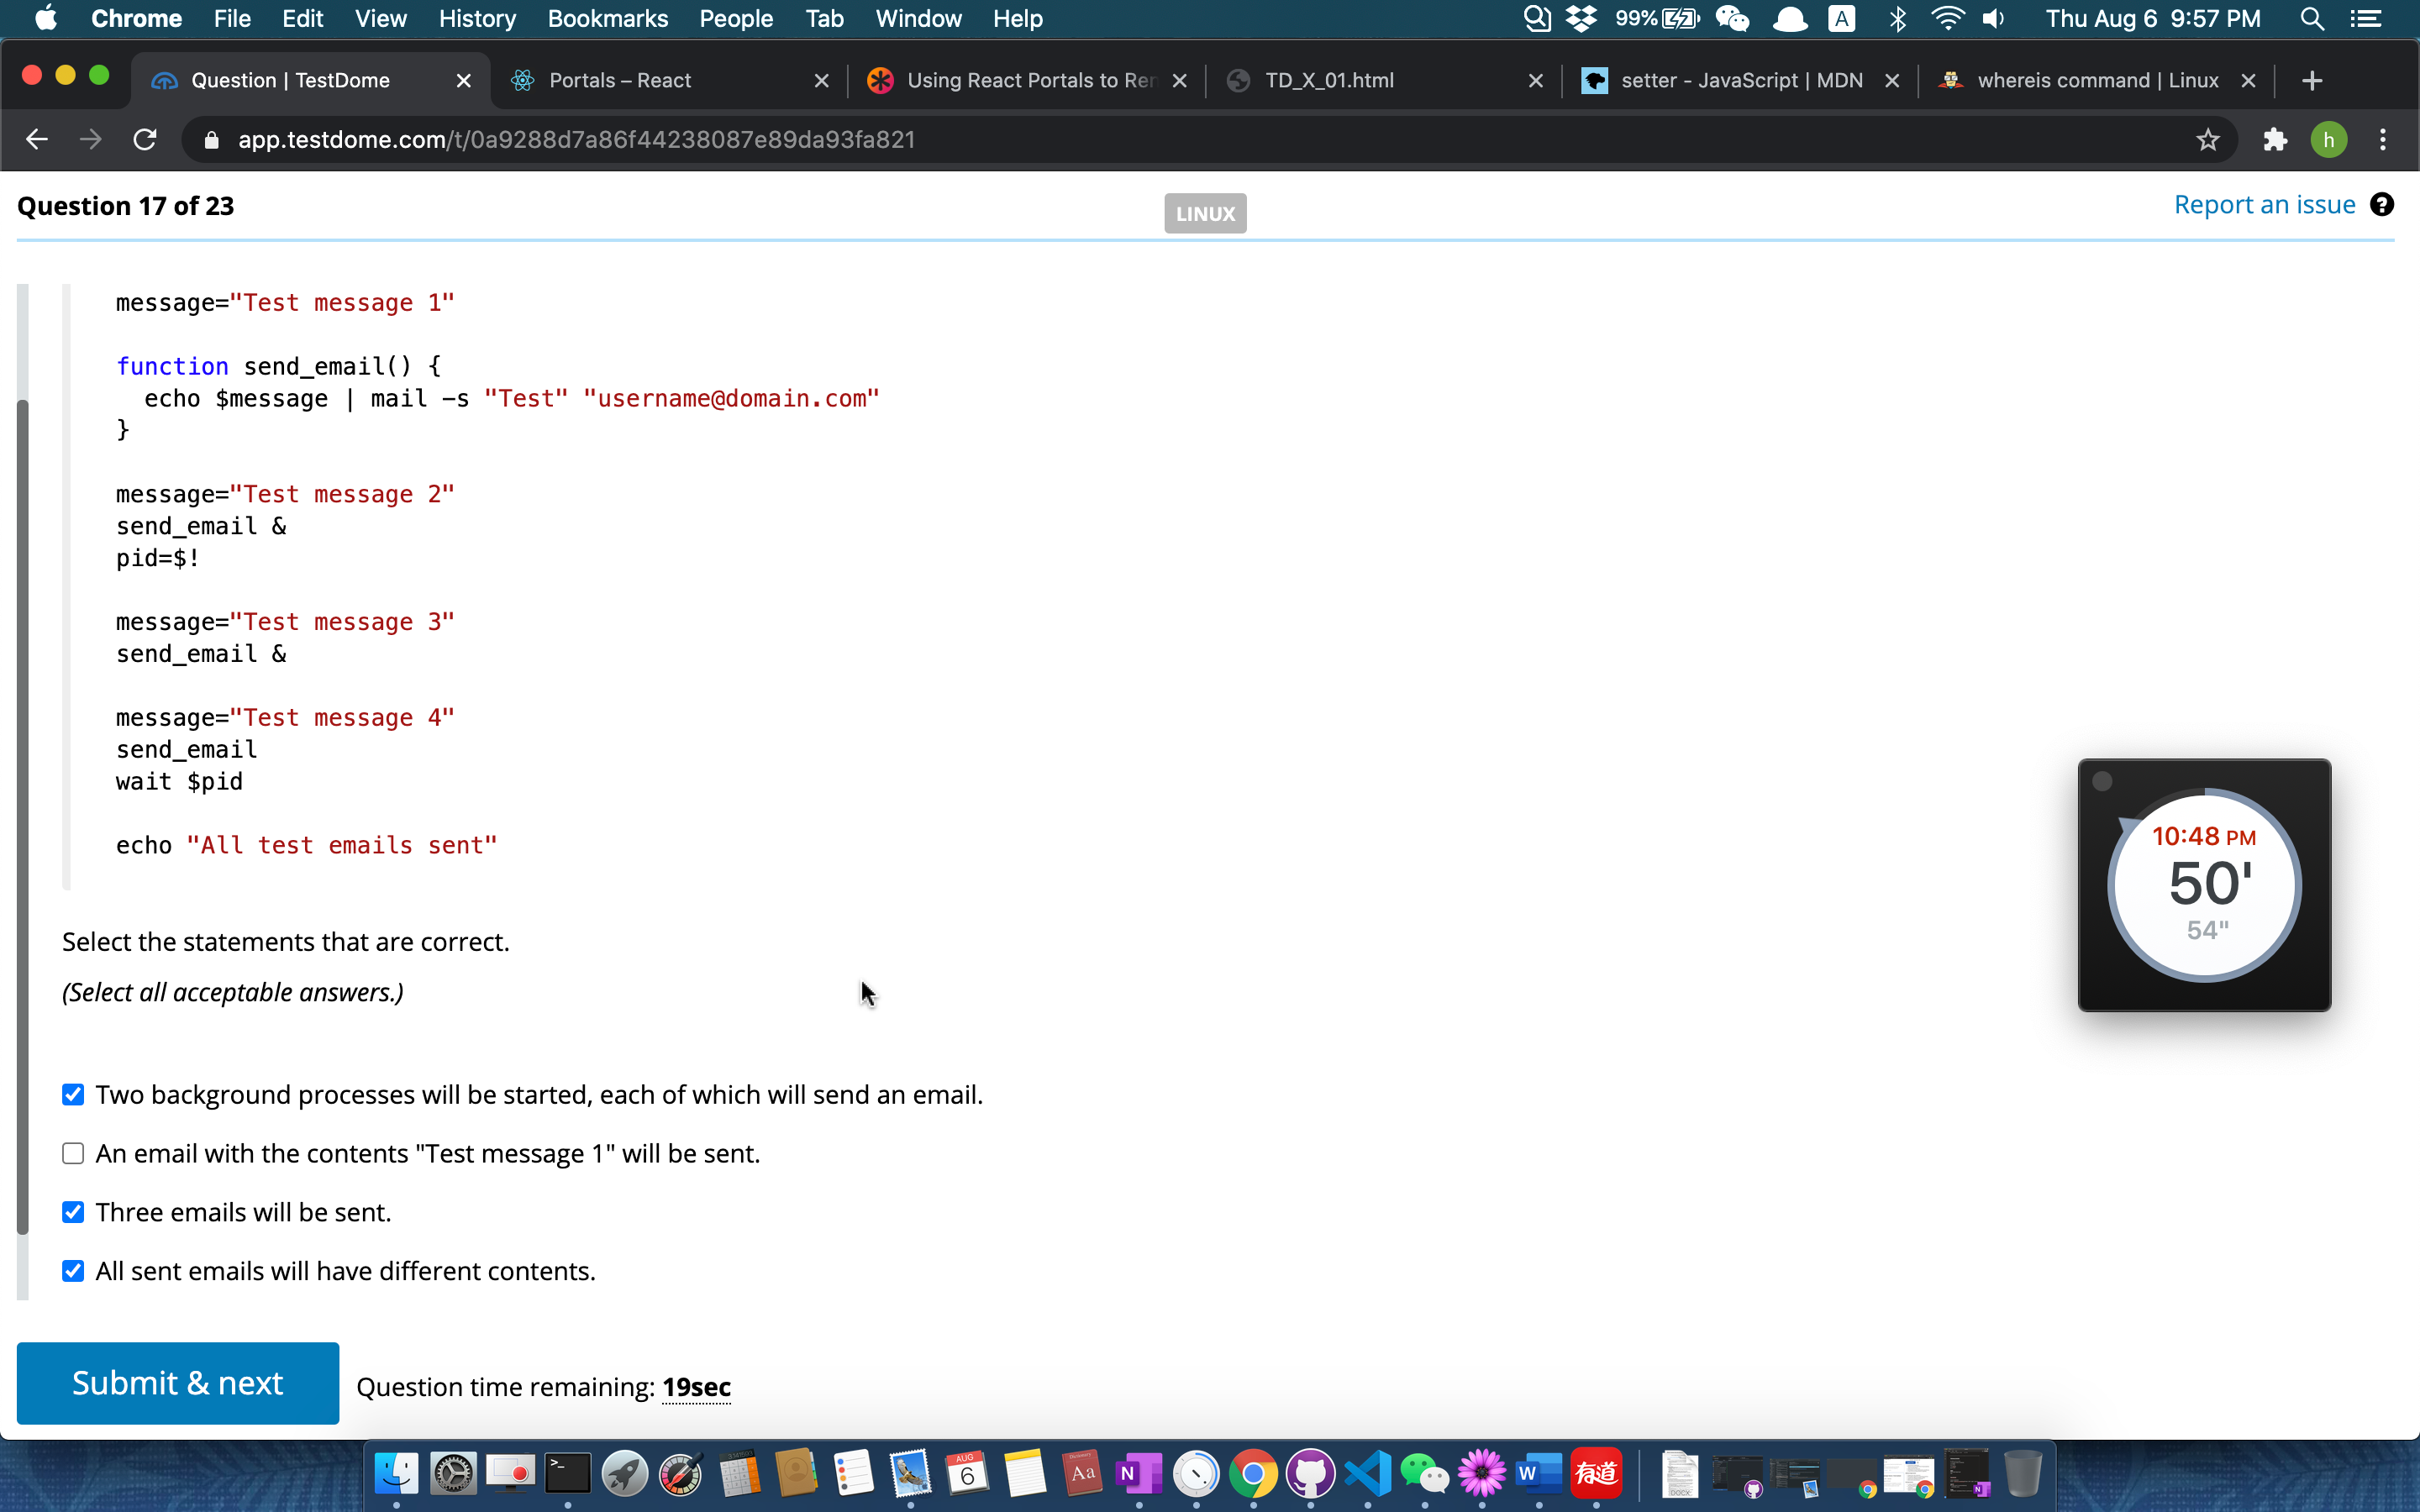 Chrome File Edit View History Bookmarks People Tab Window Help 99% A Thu Aug 6 9:57 PM
Question | TestDome
Portals – React
Using React Portals to Ren
TD_X_01.html
setter - JavaScript | MDN
whereis command | Linux
app.testdome.com/t/0a9288d7a86f44238087e89da93fa821
h
Question 17 of 23
LINUX
Report an issue ?
message="Test message 1"
function send_email() {
echo $message | mail -s "Test" "username@domain.com"
}
message="Test message 2"
send_email &
pid=$!
message="Test message 3"
send_email &
message="Test message 4"
send_email
wait $pid
echo "All test emails sent"
10:48 PM
50'
54"
Select the statements that are correct.
(Select all acceptable answers.)
Two background processes will be started, each of which will send an email.
An email with the contents "Test message 1" will be sent.
Three emails will be sent.
All sent emails will have different contents.
Submit & next
Question time remaining: 19sec
>_ AUG 6 Aa N W 有道 DOCX